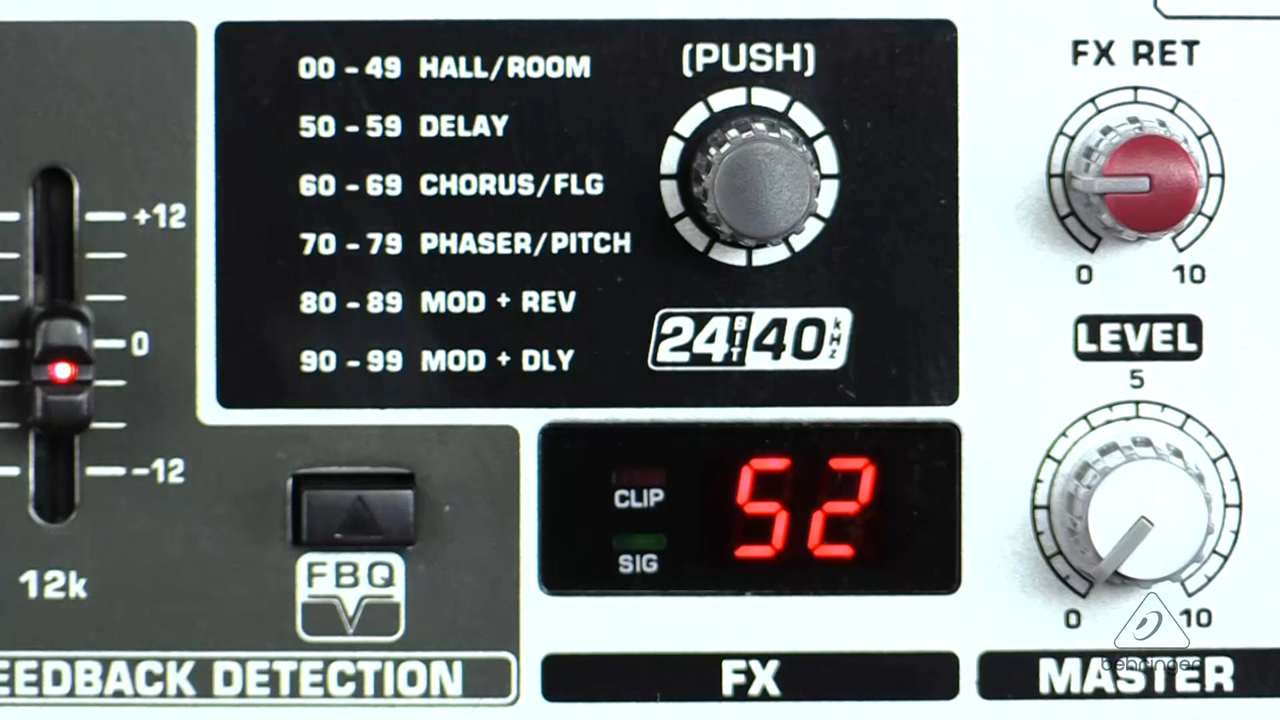 00 - 49 HALL/ROOM
50 - 59 DELAY
60 - 69 CHORUS/FLG
70 - 79 PHASER/PITCH
80 - 89 MOD + REV
90 - 99 MOD + DLY
(PUSH)
24 BIT 40 kHz
FX RET
0 10
LEVEL
5
0 10
+12
0
-12
12k
FBQ
CLIP
SIG
52
EEDBACK DETECTION
FX
MASTER
behringer